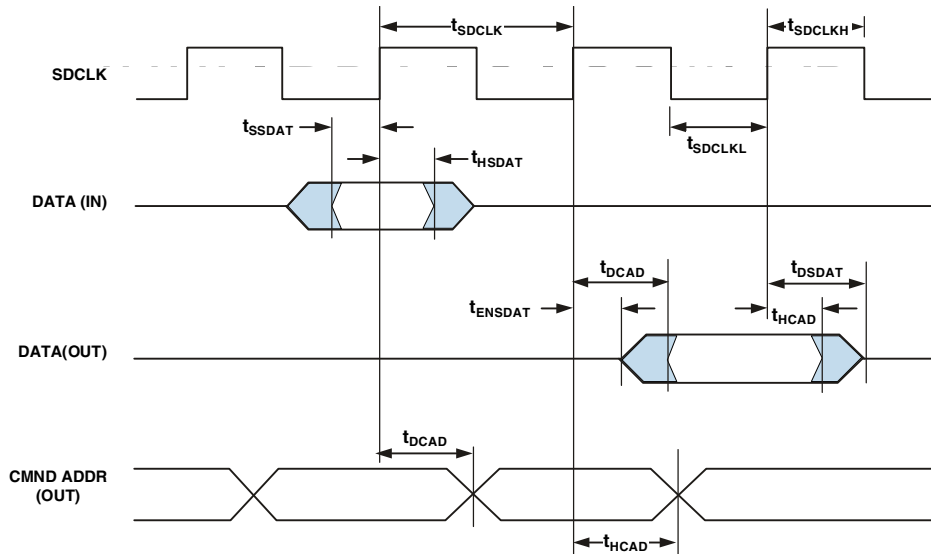 tSDCLK
tSDCLKH
SDCLK
tSSDAT
tHSDAT
tSDCLKL
DATA (IN)
tDCAD
tDSDAT
tENSDAT
tHCAD
DATA(OUT)
tDCAD
CMND ADDR
(OUT)
tHCAD